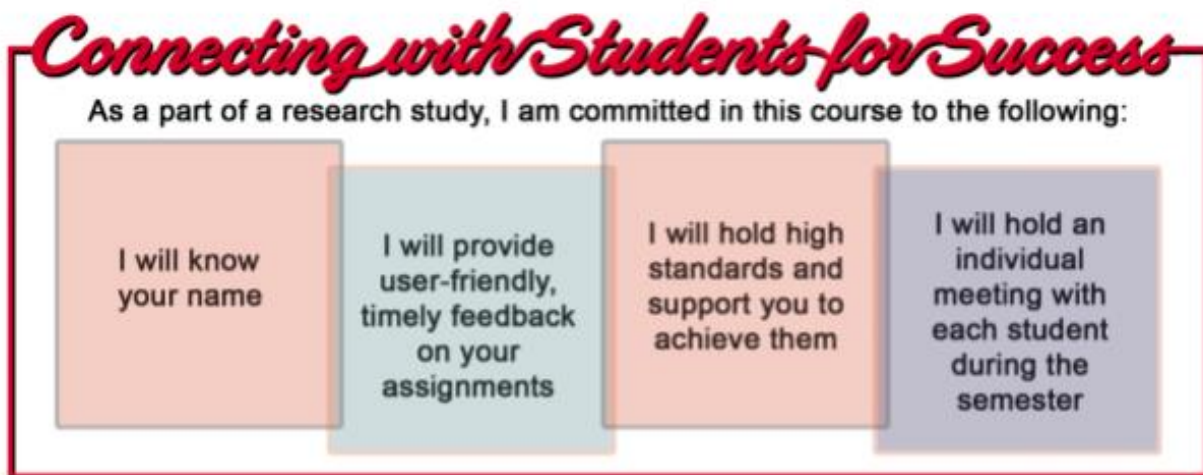 Connecting with Students for Success
As a part of a research study, I am committed in this course to the following:
I will know
your name
I will provide
user-friendly,
timely feedback
on your
assignments
I will hold high
standards and
support you to
achieve them
I will hold an
individual
meeting with
each student
during the
semester